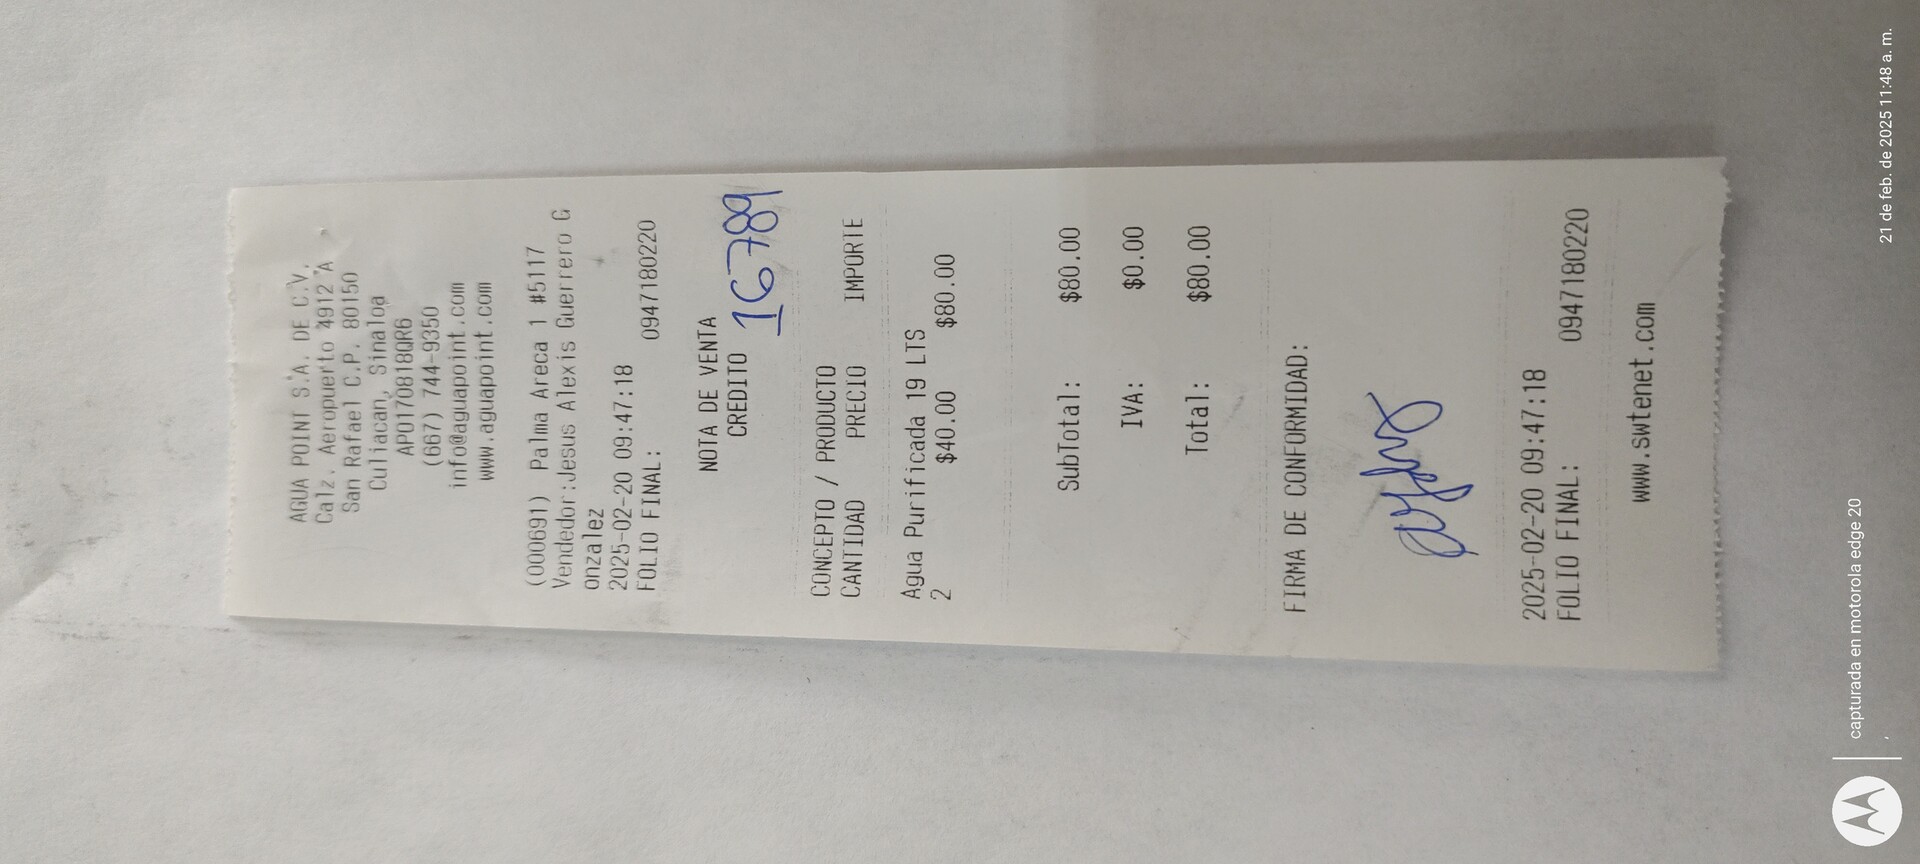 AGUA POINT S.A. DE C.V.
Calz. Aeropuerto 4912 A
San Rafael C.P. 80150
Culiacan, Sinaloa
APO170818QR6
(667) 744-9350
info@aguapoint.com
www.aguapoint.com
(000691) Palma Areca 1 #5117
Vendedor:Jesus Alexis Guerrero G
onzalez
2025-02-20 09:47:18
FOLIO FINAL: 0947180220
NOTA DE VENTA
CREDITO
16789
CONCEPTO / PRODUCTO
CANTIDAD PRECIO IMPORTE
Agua Purificada 19 LTS
2 $40.00 $80.00
SubTotal: $80.00
IVA: $0.00
Total: $80.00
FIRMA DE CONFORMIDAD:
2025-02-20 09:47:18
FOLIO FINAL: 0947180220
www.swtenet.com
capturada en motorola edge 20
21 de feb. de 2025 11:48 a. m.